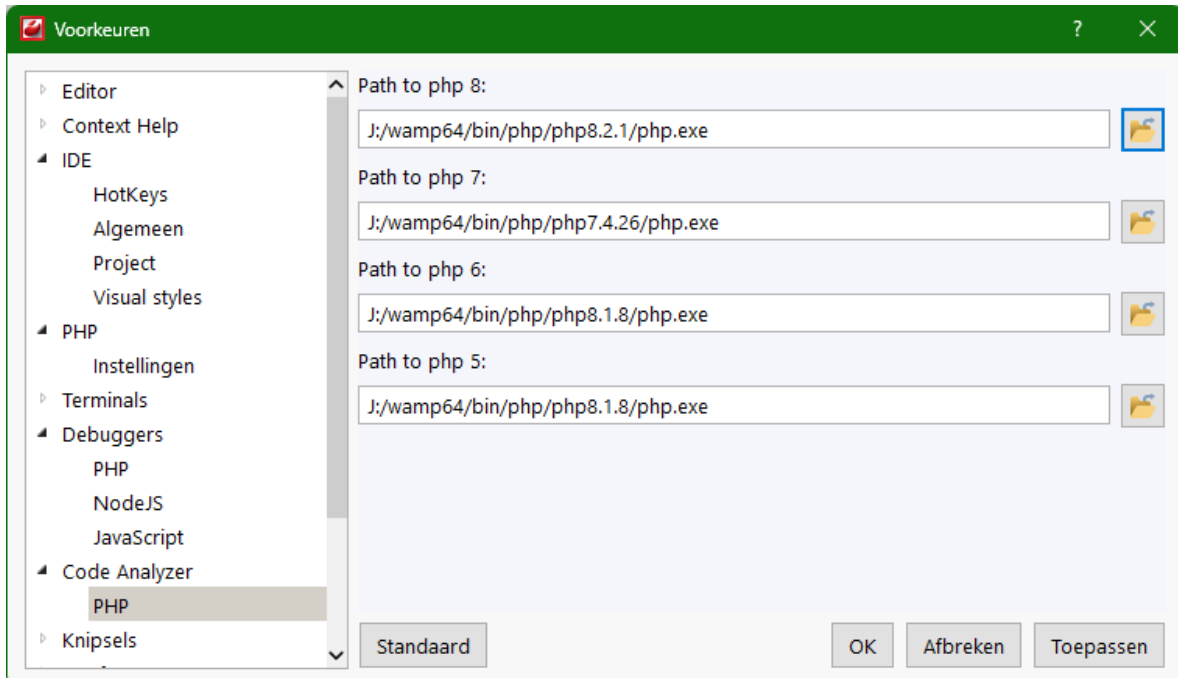 Voorkeuren
?
Editor
Context Help
IDE
HotKeys
Algemeen
Project
Visual styles
PHP
Instellingen
Terminals
Debuggers
PHP
NodeJS
JavaScript
Code Analyzer
PHP
Knipsels
Path to php 8:
J:/wamp64/bin/php/php8.2.1/php.exe
Path to php 7:
J:/wamp64/bin/php/php7.4.26/php.exe
Path to php 6:
J:/wamp64/bin/php/php8.1.8/php.exe
Path to php 5:
J:/wamp64/bin/php/php8.1.8/php.exe
Standaard
OK
Afbreken
Toepassen